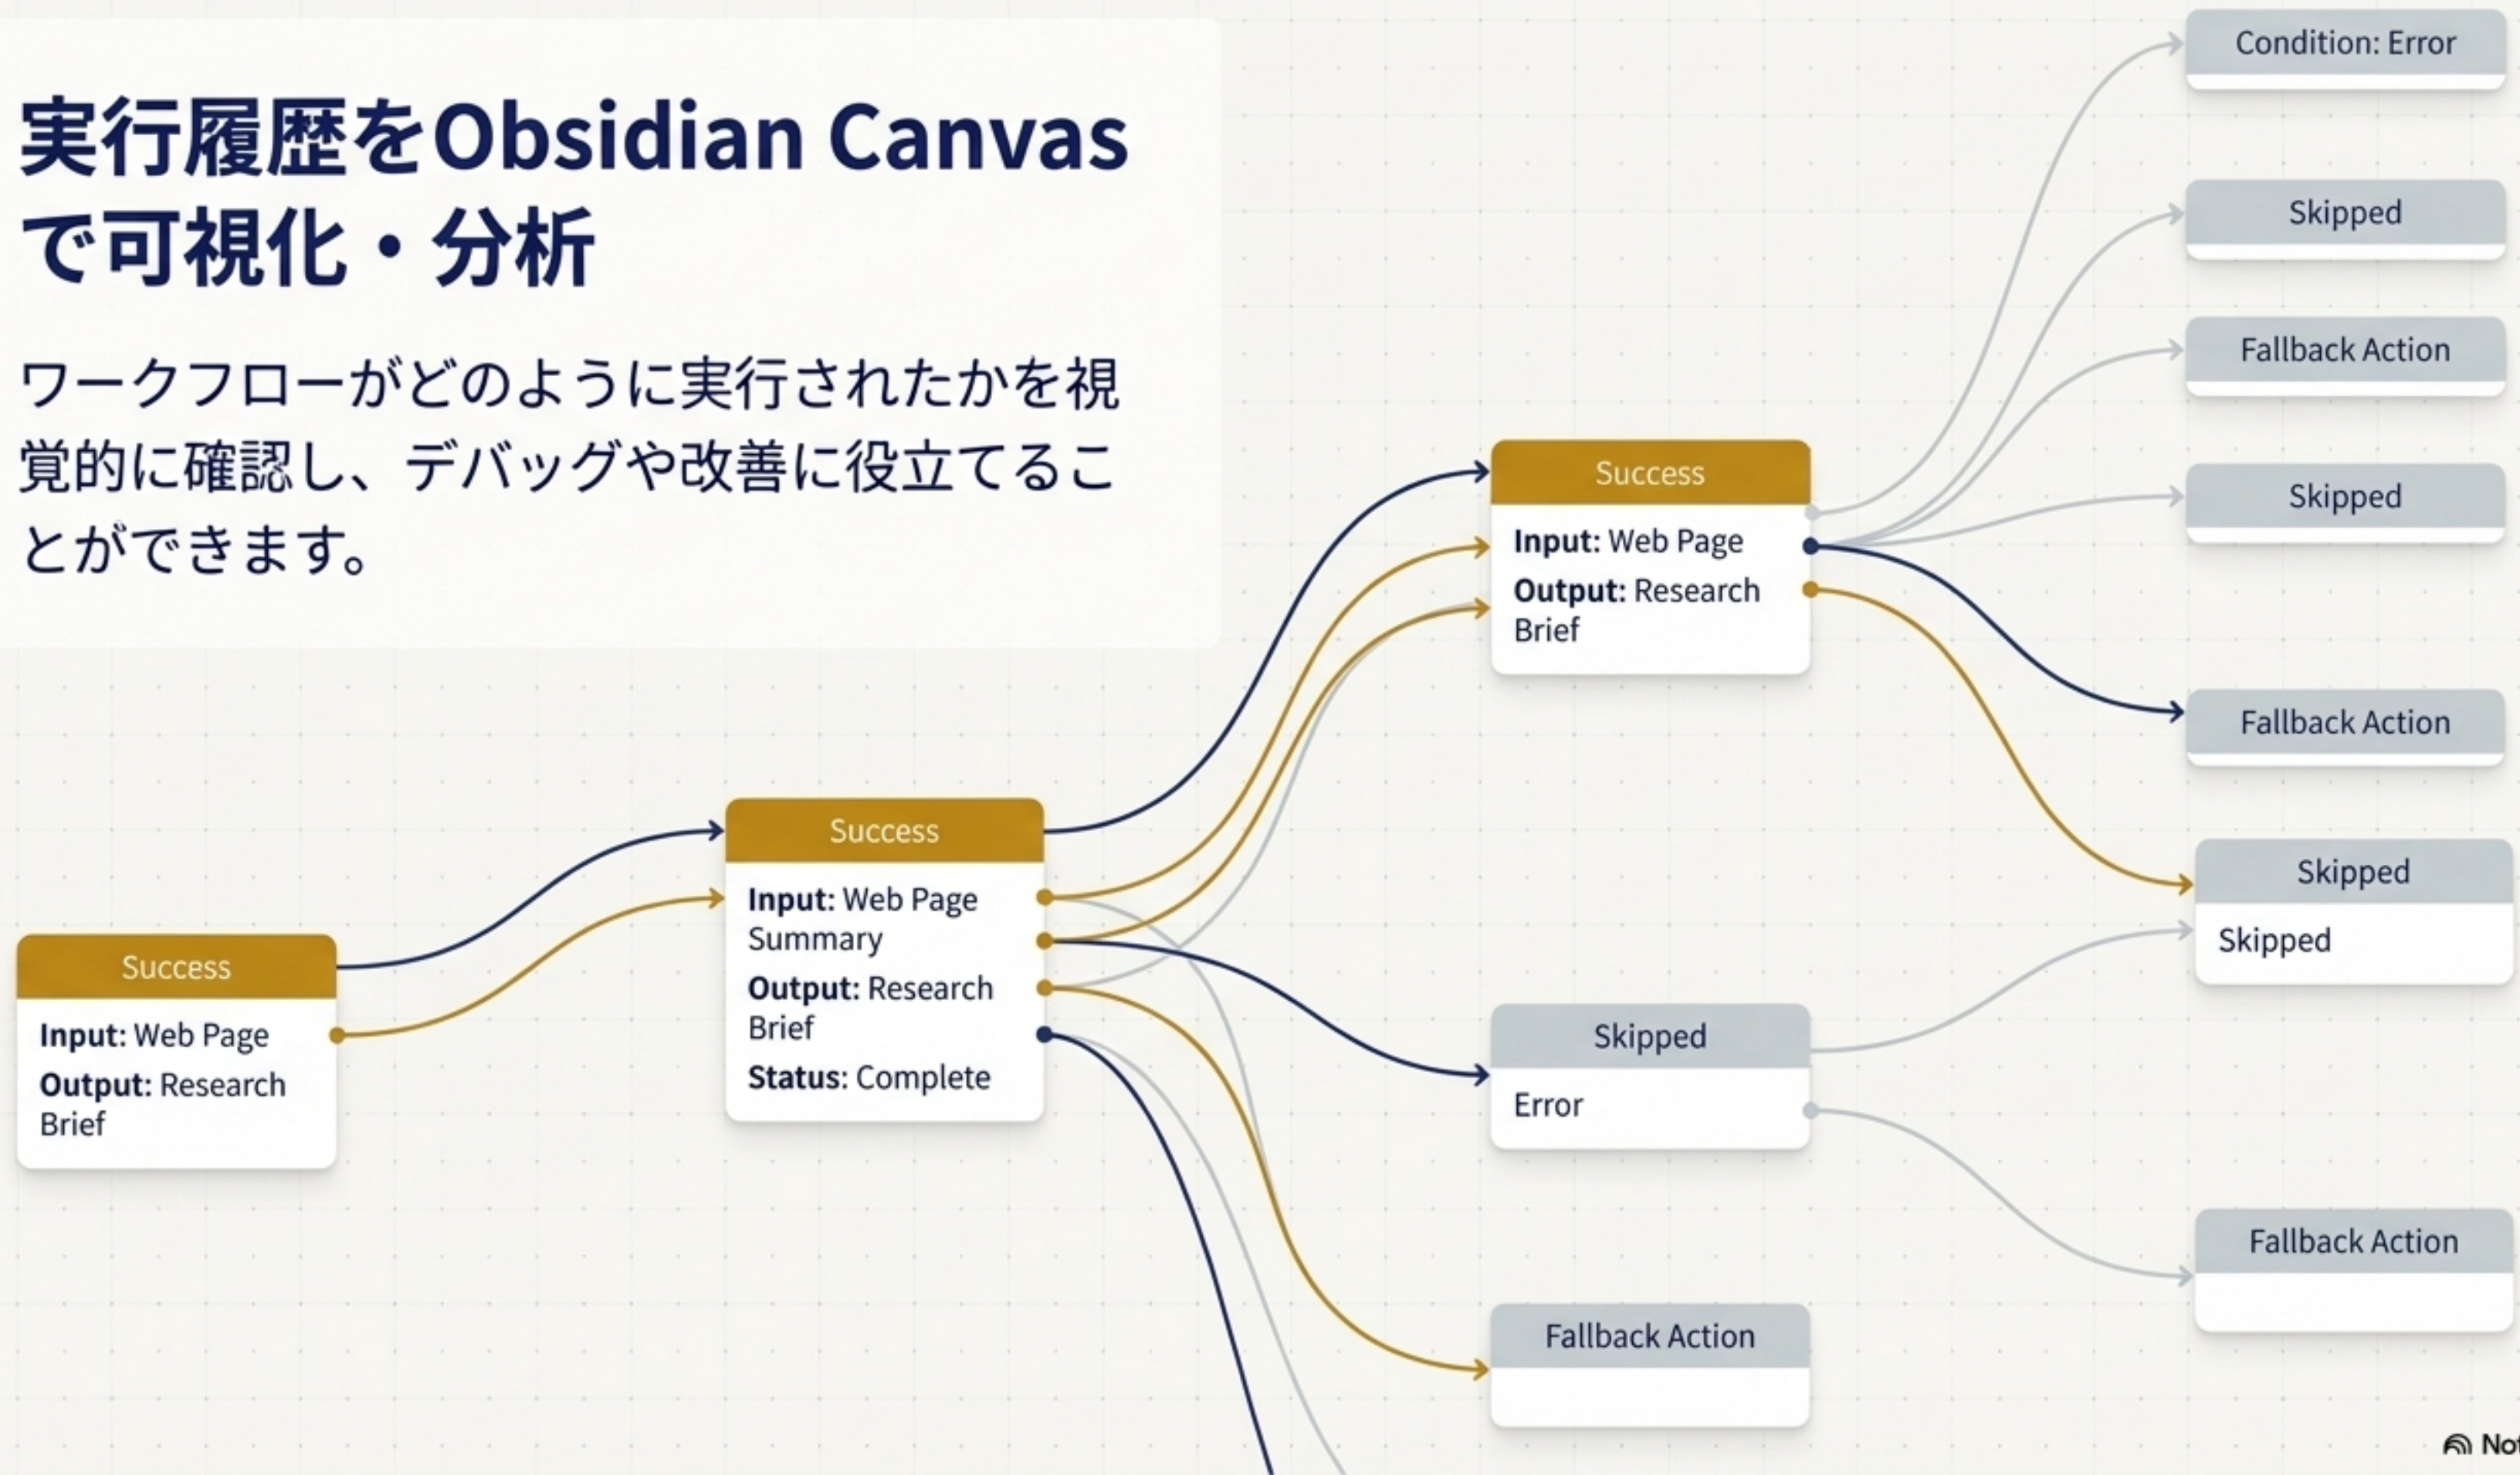 実行履歴をObsidian Canvas
で可視化・分析
ワークフローがどのように実行されたかを視
覚的に確認し、デバッグや改善に役立てるこ
とができます。
Success
Input: Web Page
Output: Research
Brief
Success
Input: Web Page
Summary
Output: Research
Brief
Status: Complete
Success
Input: Web Page
Output: Research
Brief
Skipped
Error
Fallback Action
Condition: Error
Skipped
Fallback Action
Skipped
Fallback Action
Skipped
Skipped
Fallback Action